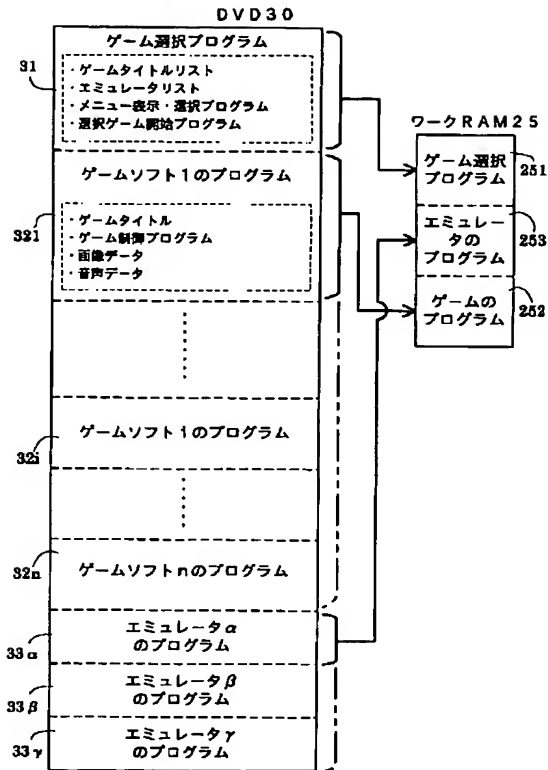 DVD30
ゲーム選択プログラム
31
・ゲームタイトルリスト
・エミュレータリスト
・メニュー表示・選択プログラム
・選択ゲーム開始プログラム
ゲームソフト1のプログラム
321
・ゲームタイトル
・ゲーム制御プログラム
・画像データ
・音声データ
ゲームソフトiのプログラム
32i
ゲームソフトnのプログラム
32n
エミュレータα
のプログラム
33α
エミュレータβ
のプログラム
33β
エミュレータγ
のプログラム
33γ
ワークRAM25
ゲーム選択
プログラム
251
エミュレー
タの
プログラム
253
ゲームの
プログラム
252